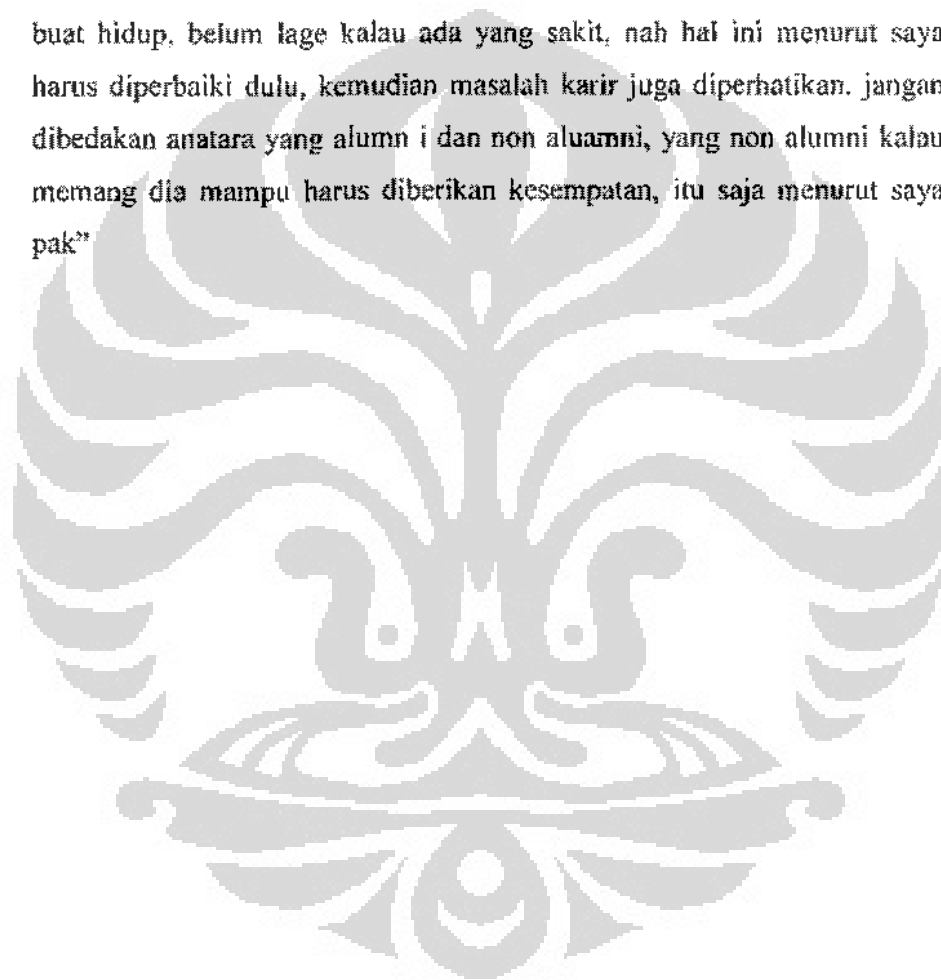 buat hidup, belum lage kalau ada yang sakit, nah hal ini menurut saya
harus diperbaiki dulu, kemudian masalah karir juga diperhatikan. jangan
dibedakan anatara yang alumn i dan non aluamni, yang non alumni kalau
memang dia mampu harus diberikan kesempatan, itu saja menurut saya
pak”